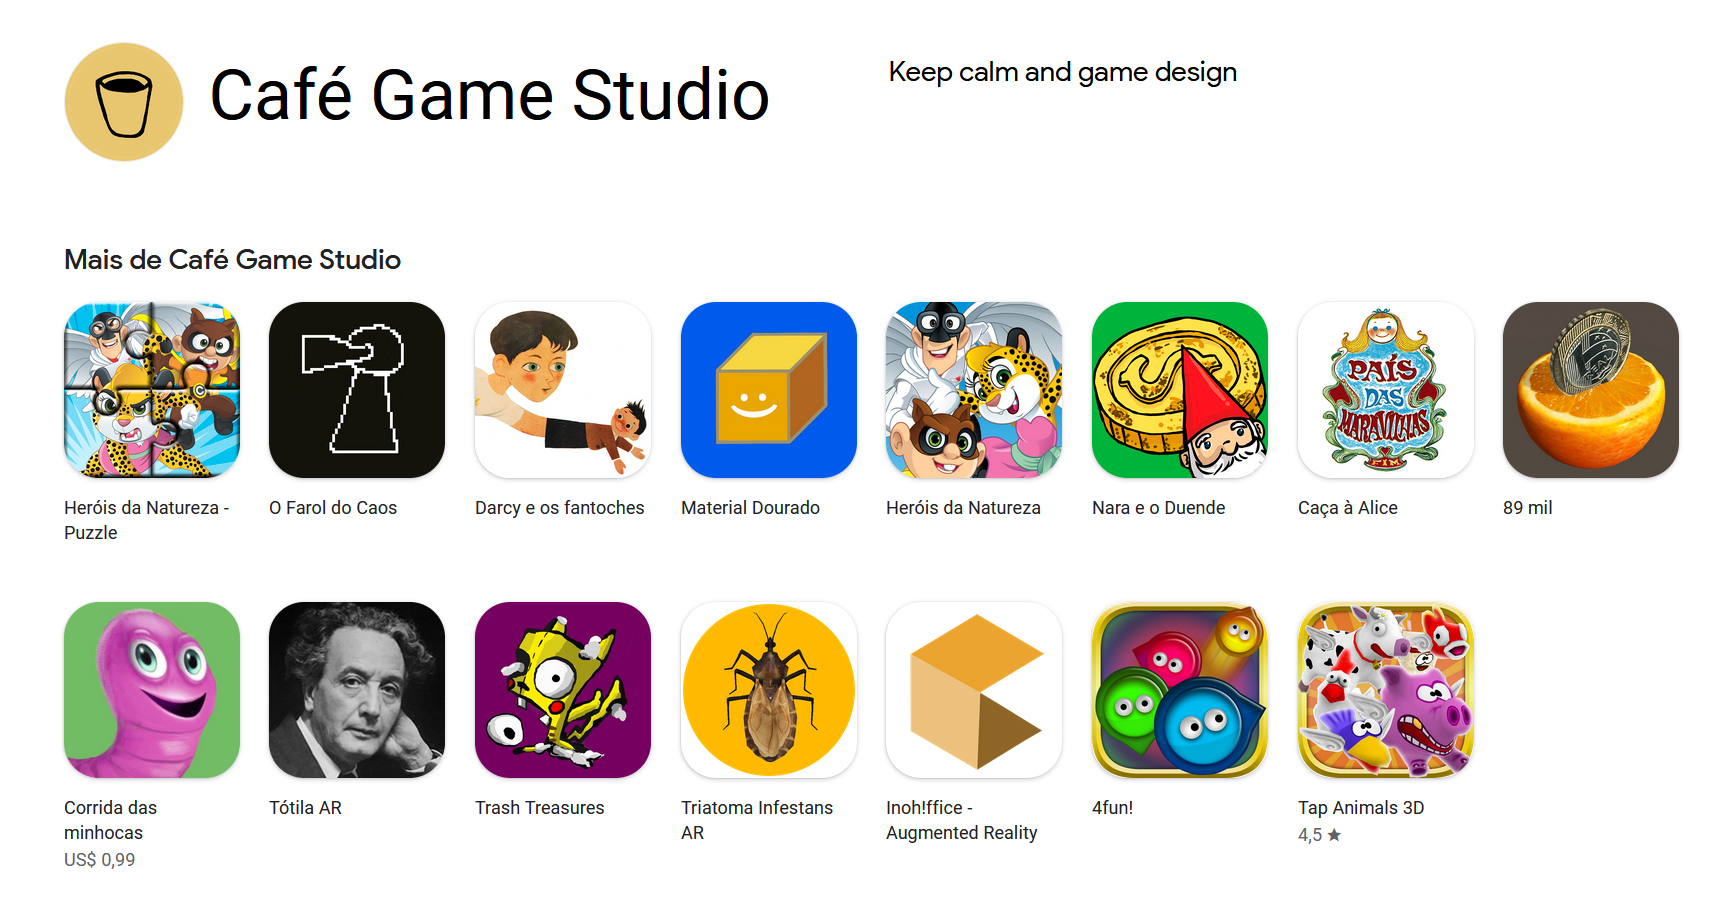 Café Game Studio
Keep calm and game design
Mais de Café Game Studio
PAÍS
DAS
MARAVILHAS
FIM
Heróis da Natureza -
Puzzle
O Farol do Caos
Darcy e os fantoches
Material Dourado
Heróis da Natureza
Nara e o Duende
Caça à Alice
89 mil
Corrida das
minhocas
US$ 0,99
Tótila AR
Trash Treasures
Triatoma Infestans
AR
Inoh!ffice -
Augmented Reality
4fun!
Tap Animals 3D
4,5 ★